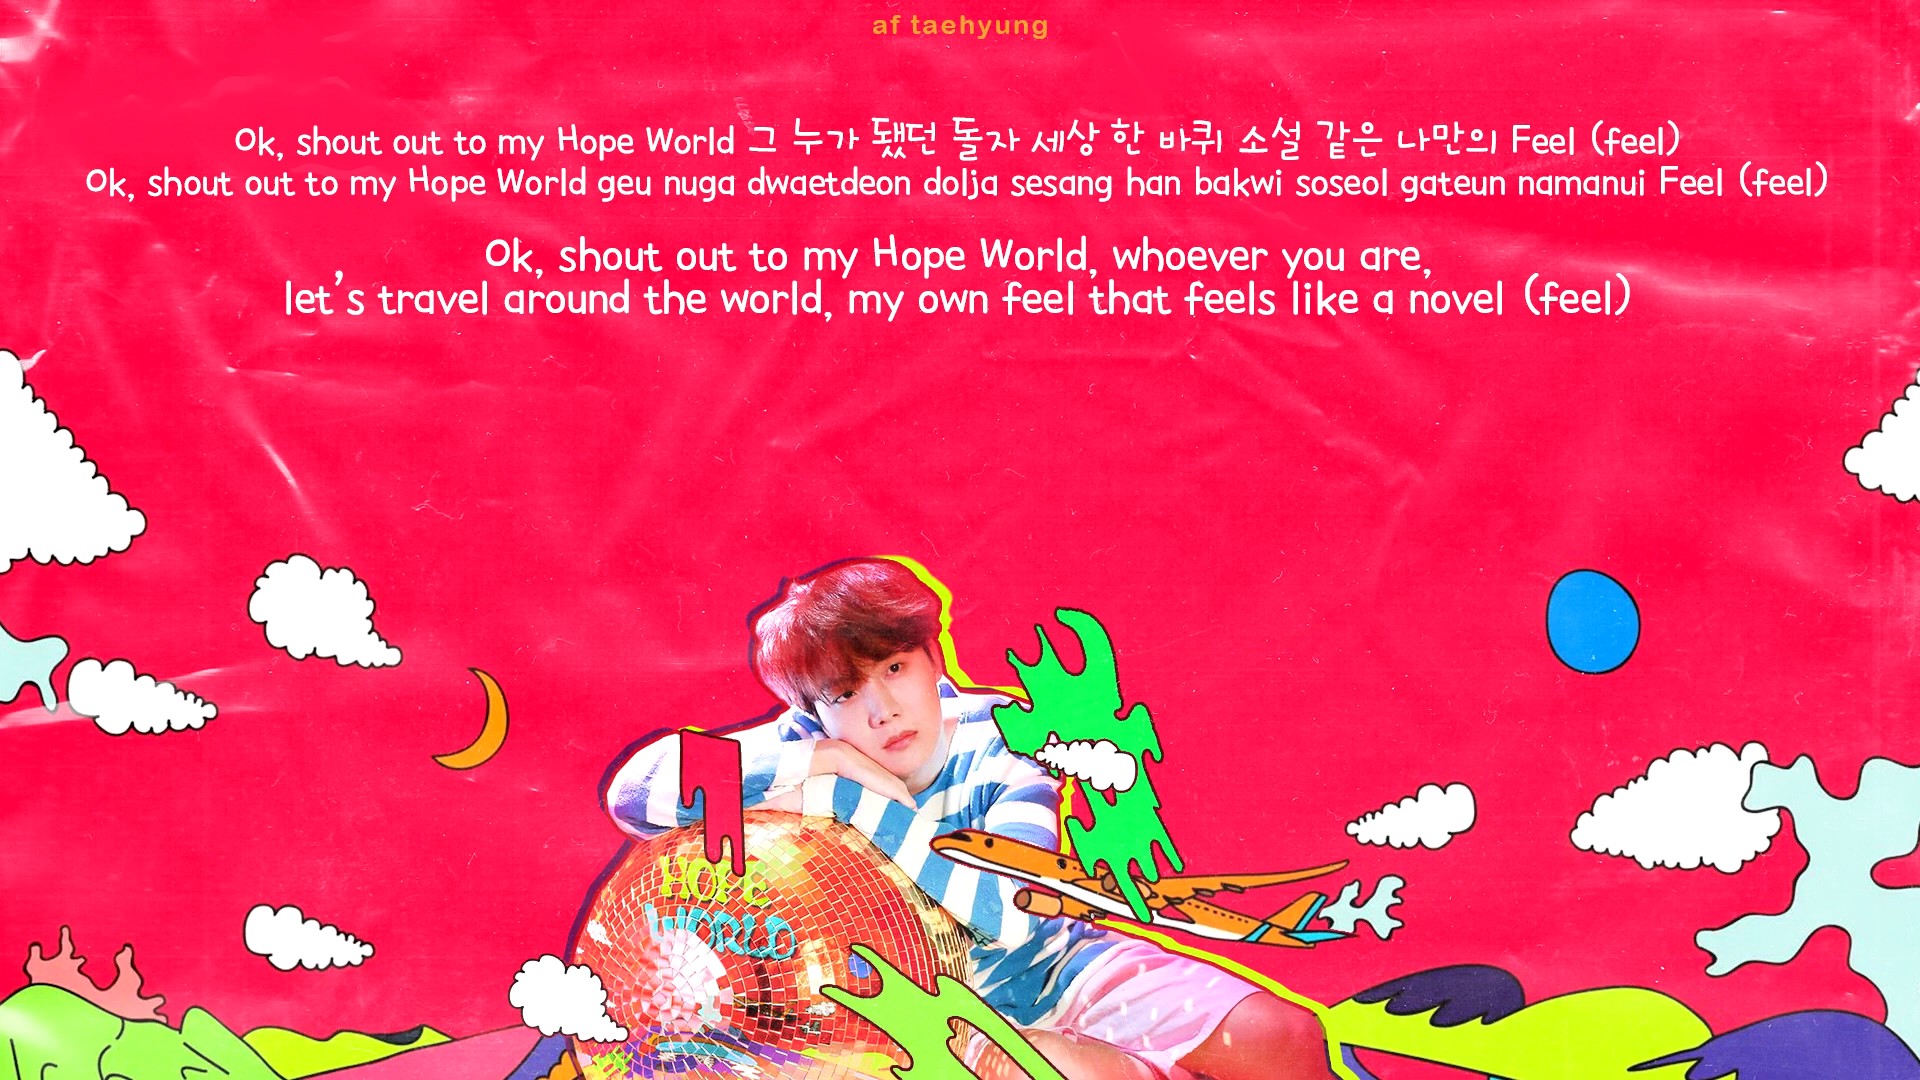 af taehyung
Ok, shout out to my Hope World 그 누가 됐던 돌자 세상 한 바퀴 소설 같은 나만의 Feel (feel)
Ok, shout out to my Hope World geu nuga dwaetdeon dolja sesang han bakwi soseol gateun namanui Feel (feel)
Ok, shout out to my Hope World, whoever you are,
let's travel around the world, my own feel that feels like a novel (feel)
HOPE
WORLD